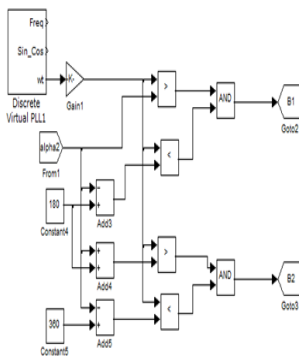 Freq
Sin_Cos
wt
Discrete
Virtual PLL1
K-
Gain1
>
AND
B1
Goto2
alpha2
From1
<
180
Constant4
-
+
Add3
+
+
Add4
>
AND
B2
Goto3
<
360
Constant5
-
+
Add5